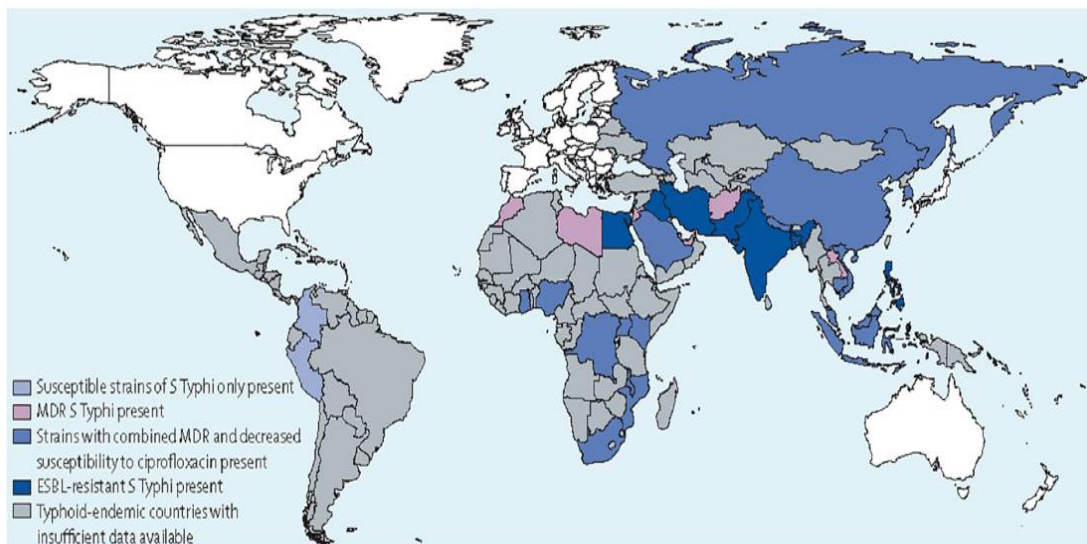 Susceptible strains of S Typhi only present
MDR S Typhi present
Strains with combined MDR and decreased
susceptibility to ciprofloxacin present
ESBL-resistant S Typhi present
Typhoid-endemic countries with
insufficient data available